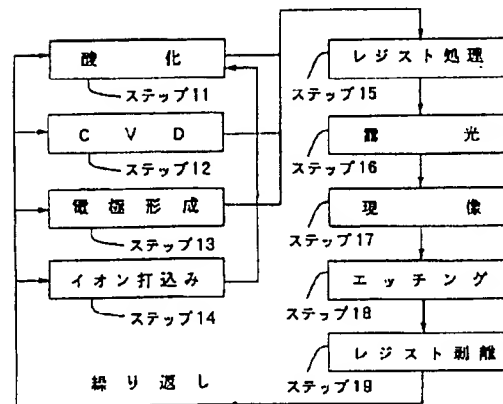 酸化
ステップ11
CVD
ステップ12
電極形成
ステップ13
イオン打込み
ステップ14
繰り返し
レジスト処理
ステップ15
露光
ステップ16
現像
ステップ17
エッチング
ステップ18
レジスト剥離
ステップ19